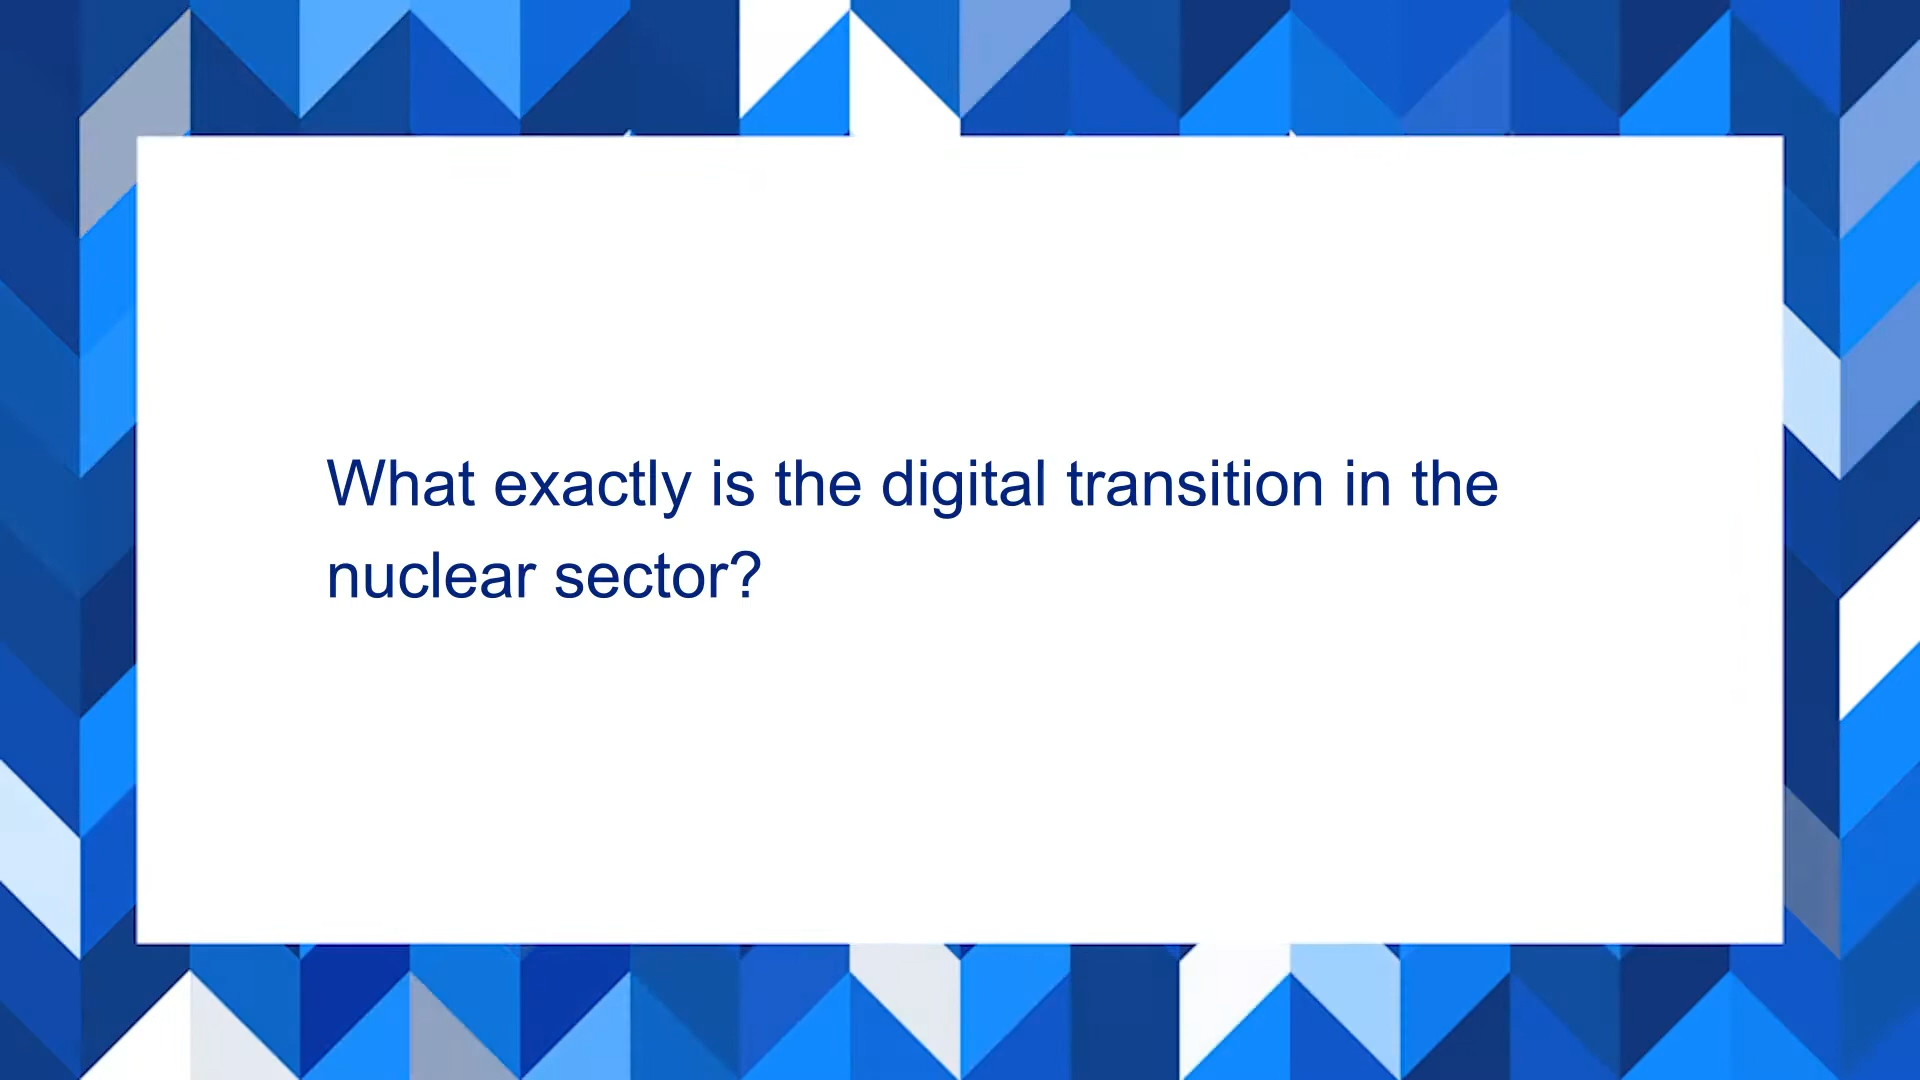 What exactly is the digital transition in the
nuclear sector?